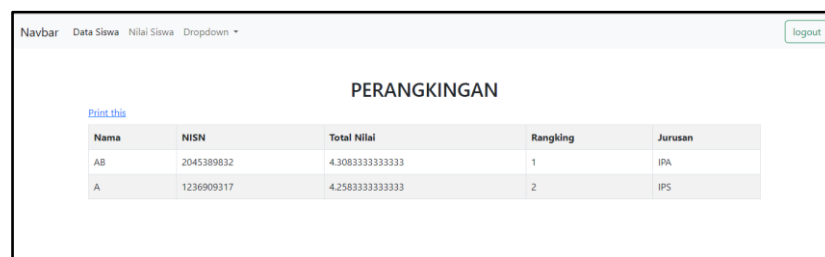 Navbar Data Siswa Nilai Siswa Dropdown logout
PERANGKINGAN
Print this
Nama NISN Total Nilai Rangking Jurusan
AB 2045389832 4.3083333333333 1 IPA
A 1236909317 4.2583333333333 2 IPS